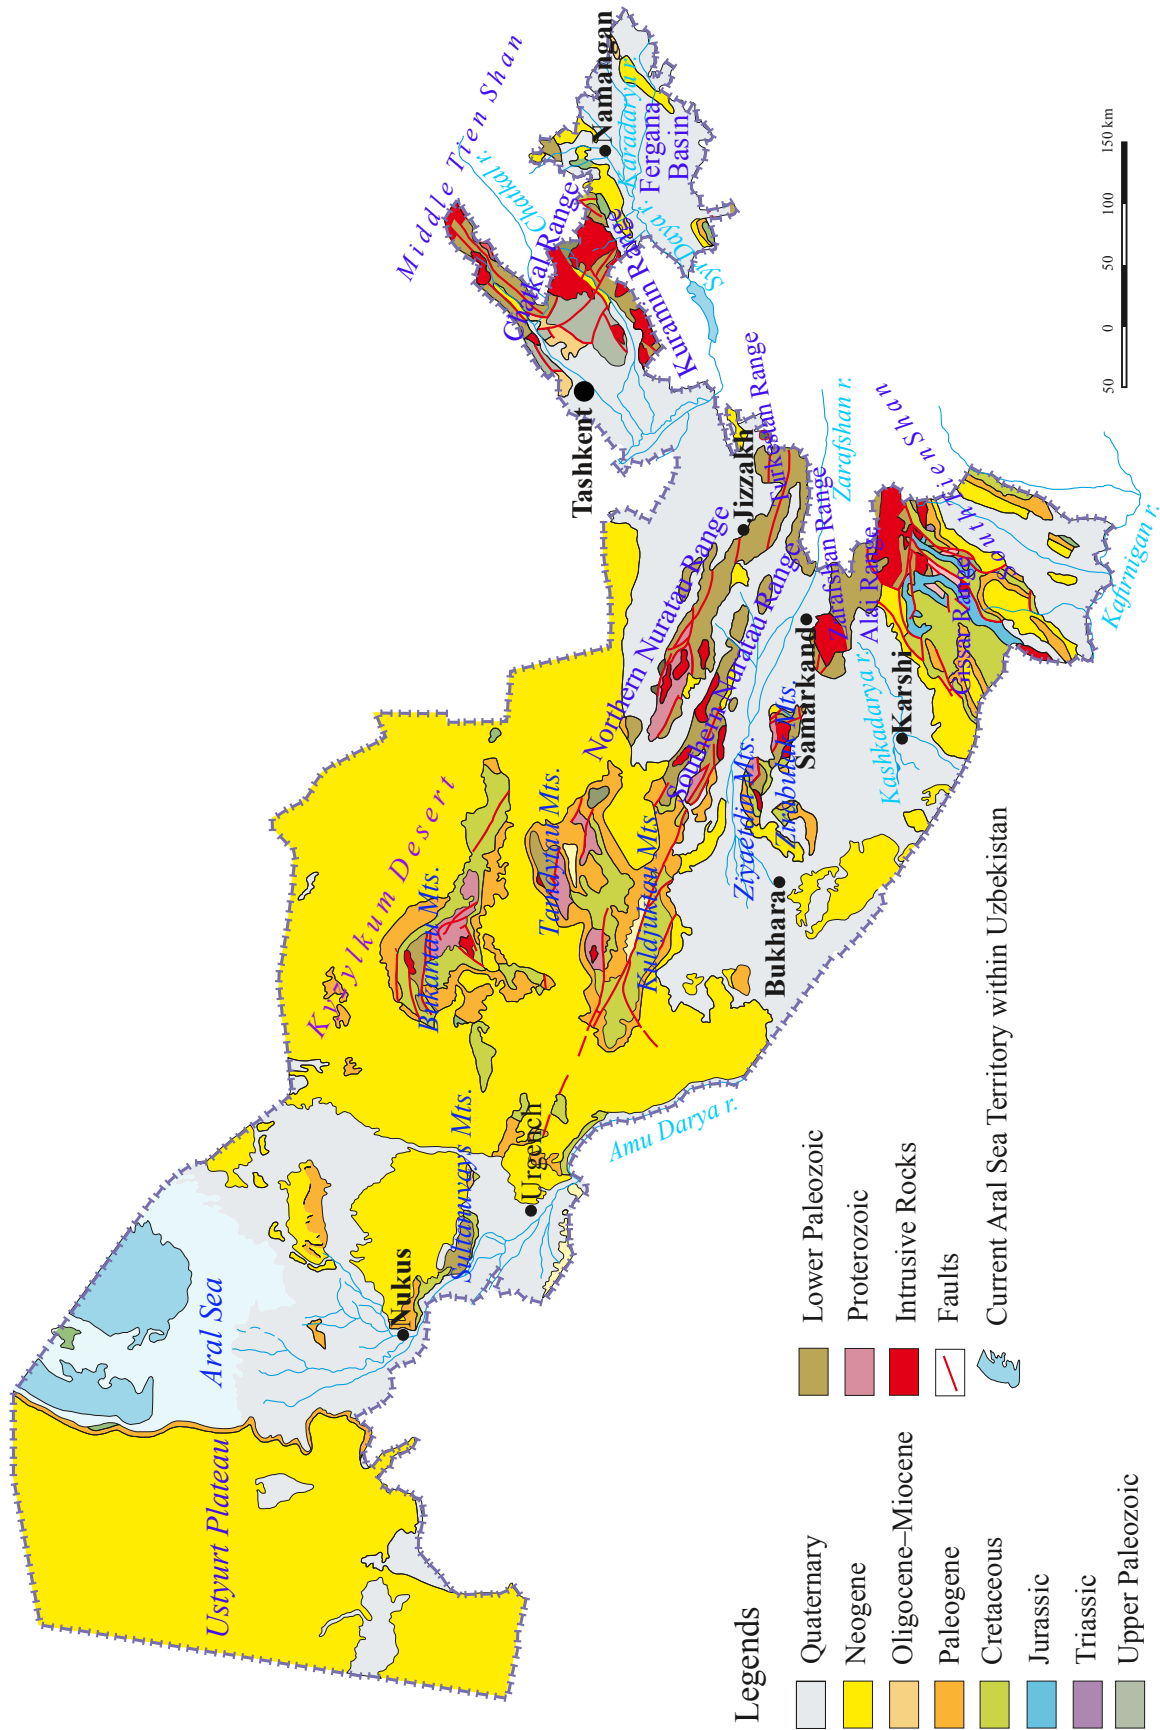 Middle Tien Shan
Chatkal r.
Namangan
Karadarya r.
Fergana
Basin
Chatkal Range
Kuramin Range
Syr Daya r.
Tashkent
Turkestan Range
Jizzakh
Zarafshan r.
South Tien Shan
Zarafshan Range
Alai Range
Gissar Range
Kafirnigan r.
Northern Nuratau Range
Southern Nuratau Range
Samarkand
Karshi
Kashkadarya r.
Ziyaetdin Mts.
Zirabulak Mts.
Kyzylkum Desert
Bukantau Mts.
Tamdytau Mts.
Kuldjuktau Mts.
Bukhara
Amu Darya r.
Urgench
Sultanuvays Mts.
Nukus
Aral Sea
Ustyurt Plateau
50 0 50 100 150 km
Legends
Quaternary
Neogene
Oligocene–Miocene
Paleogene
Cretaceous
Jurassic
Triassic
Upper Paleozoic
Lower Paleozoic
Proterozoic
Intrusive Rocks
Faults
Current Aral Sea Territory within Uzbekistan